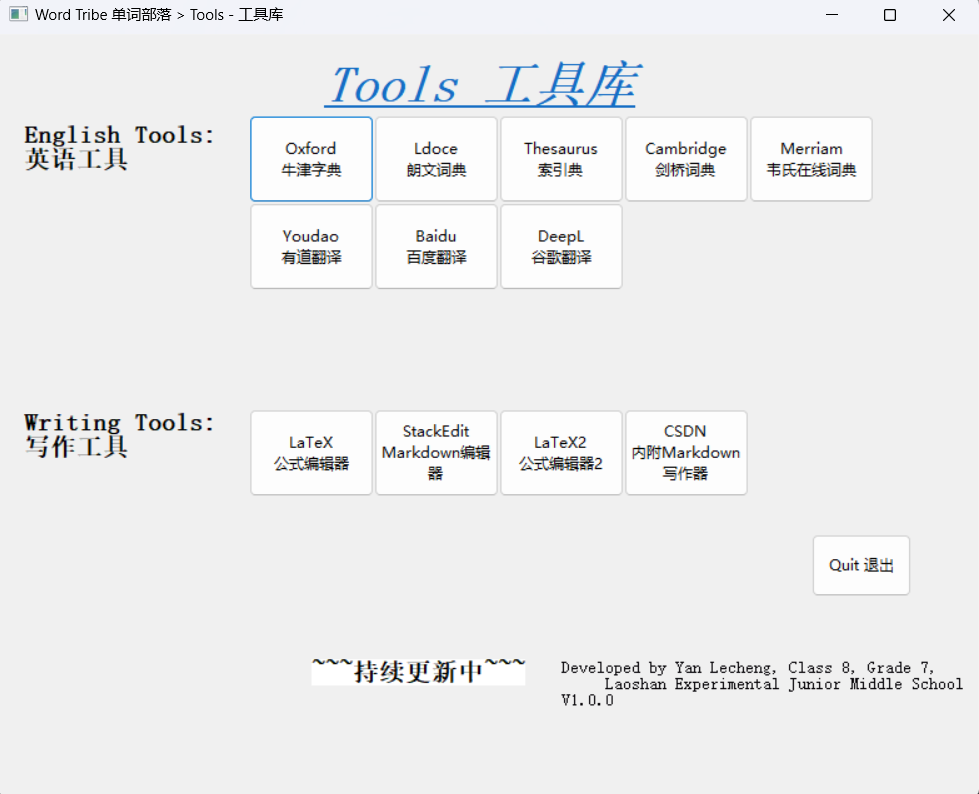 Word Tribe 单词部落 > Tools - 工具库
Tools 工具库
English Tools:
英语工具
Oxford
牛津字典
Ldoce
朗文词典
Thesaurus
索引典
Cambridge
剑桥词典
Merriam
韦氏在线词典
Youdao
有道翻译
Baidu
百度翻译
DeepL
谷歌翻译
Writing Tools:
写作工具
LaTeX
公式编辑器
StackEdit
Markdown编辑
器
LaTeX2
公式编辑器2
CSDN
内附Markdown
写作器
Quit 退出
~~~持续更新中~~~
Developed by Yan Lecheng, Class 8, Grade 7,
Laoshan Experimental Junior Middle School
V1.0.0